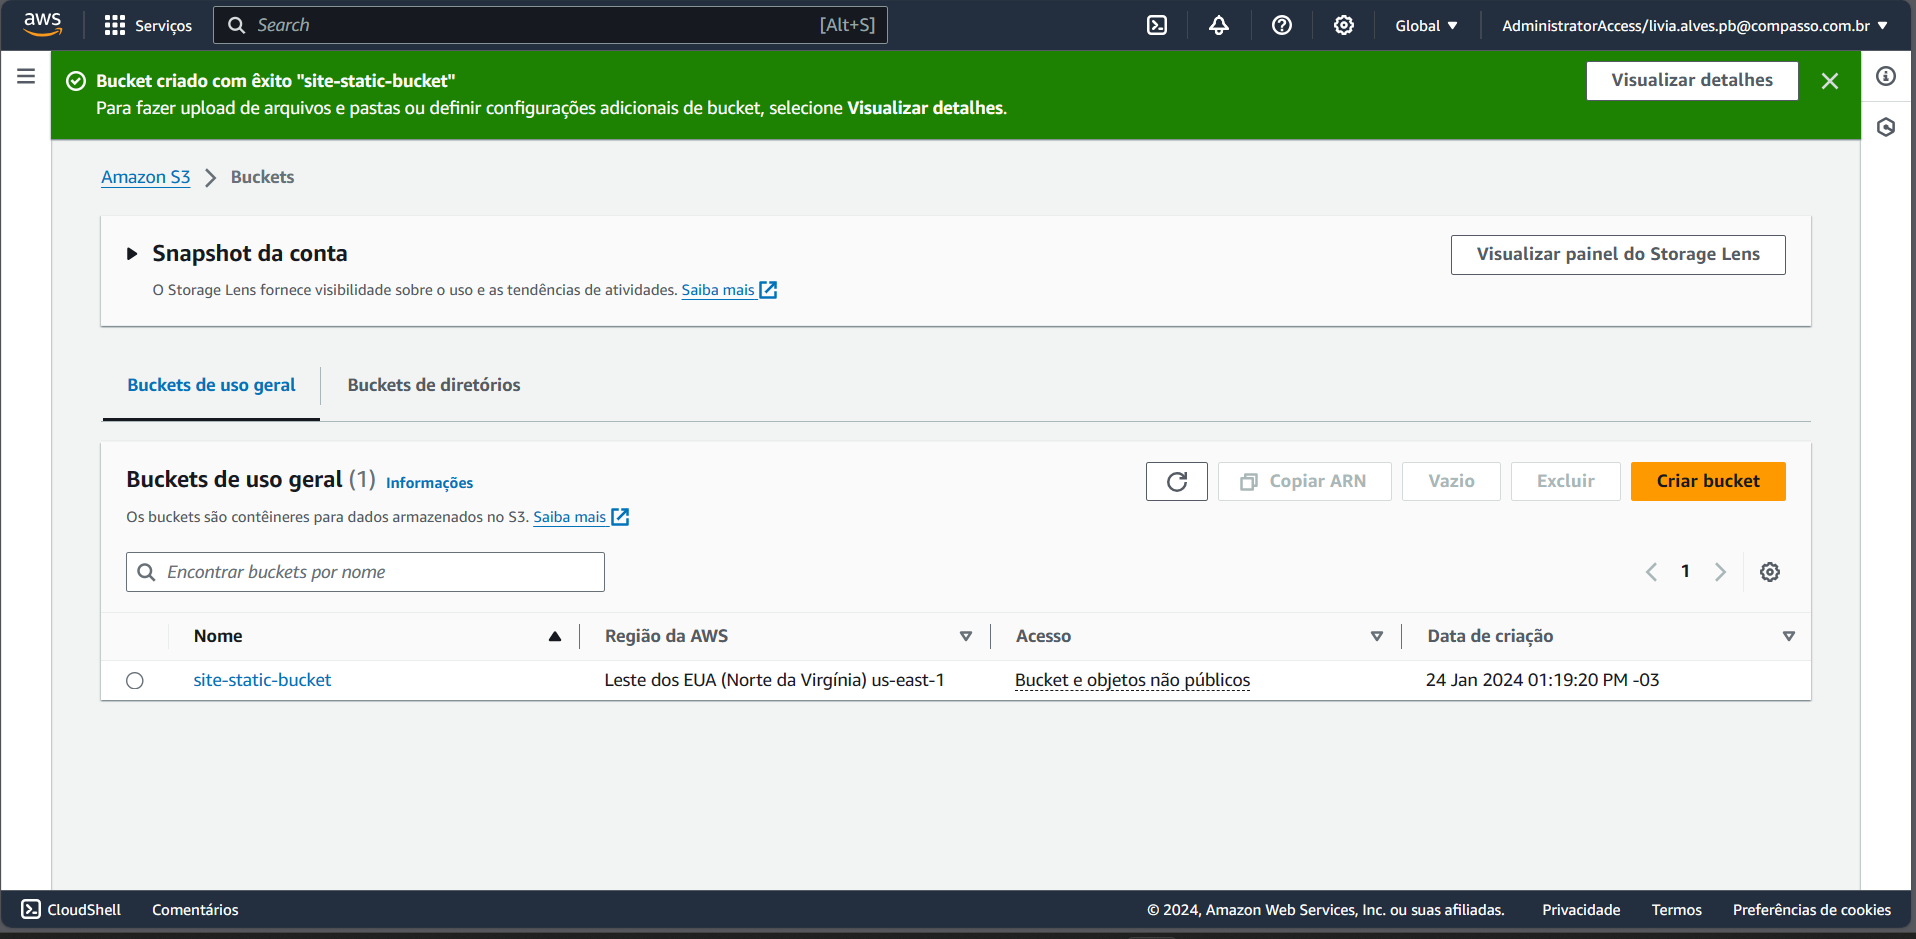 aws
Serviços
Search
[Alt+S]
Global
AdministratorAccess/livia.alves.pb@compasso.com.br
Bucket criado com êxito "site-static-bucket"
Para fazer upload de arquivos e pastas ou definir configurações adicionais de bucket, selecione Visualizar detalhes.
Visualizar detalhes
Amazon S3
Buckets
Snapshot da conta
O Storage Lens fornece visibilidade sobre o uso e as tendências de atividades. Saiba mais
Visualizar painel do Storage Lens
Buckets de uso geral
Buckets de diretórios
Buckets de uso geral (1) Informações
Os buckets são contêineres para dados armazenados no S3. Saiba mais
Copiar ARN
Vazio
Excluir
Criar bucket
Encontrar buckets por nome
1
Nome
Região da AWS
Acesso
Data de criação
site-static-bucket
Leste dos EUA (Norte da Virgínia) us-east-1
Bucket e objetos não públicos
24 Jan 2024 01:19:20 PM -03
CloudShell
Comentários
© 2024, Amazon Web Services, Inc. ou suas afiliadas.
Privacidade
Termos
Preferências de cookies